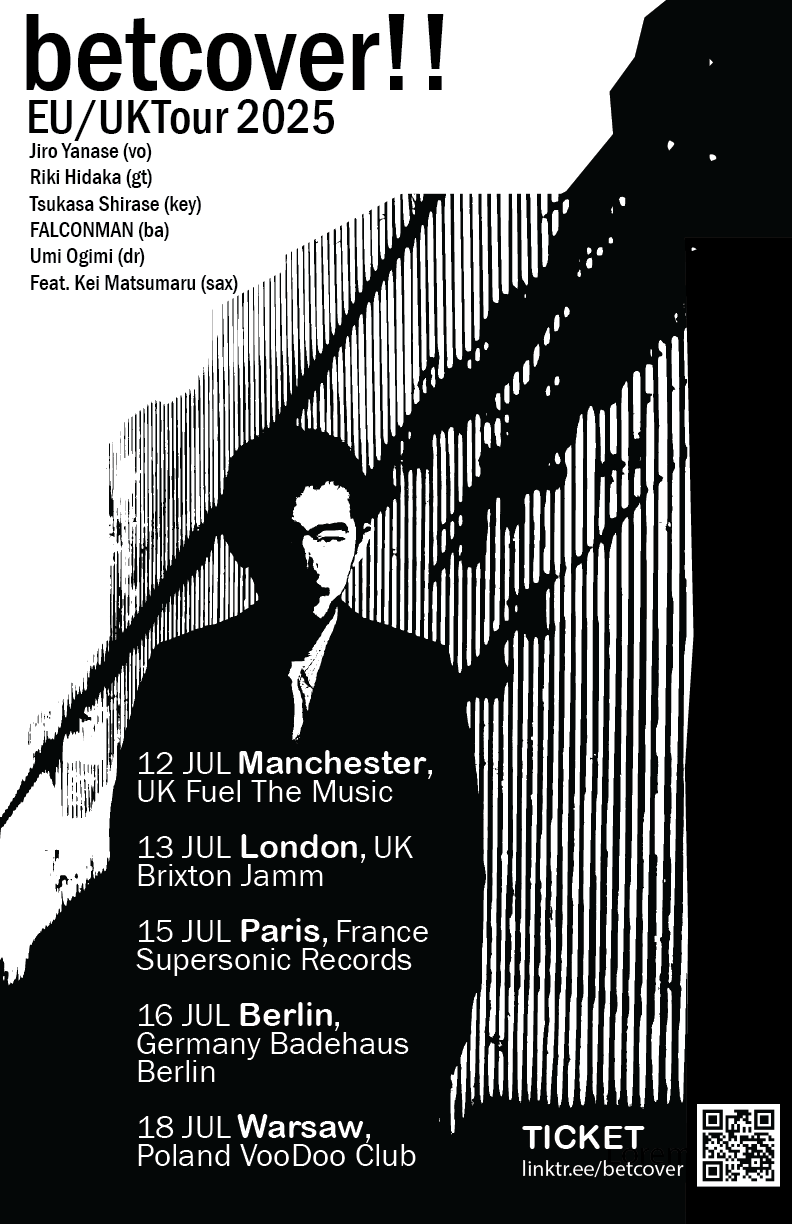 betcover!!
EU/UKTour 2025
Jiro Yanase (vo)
Riki Hidaka (gt)
Tsukasa Shirase (key)
FALCONMAN (ba)
Umi Ogimi (dr)
Feat. Kei Matsumaru (sax)
12 JUL Manchester,
UK Fuel The Music
13 JUL London, UK
Brixton Jamm
15 JUL Paris, France
Supersonic Records
16 JUL Berlin,
Germany Badehaus
Berlin
18 JUL Warsaw,
Poland VooDoo Club
TICKET
linktr.ee/betcover